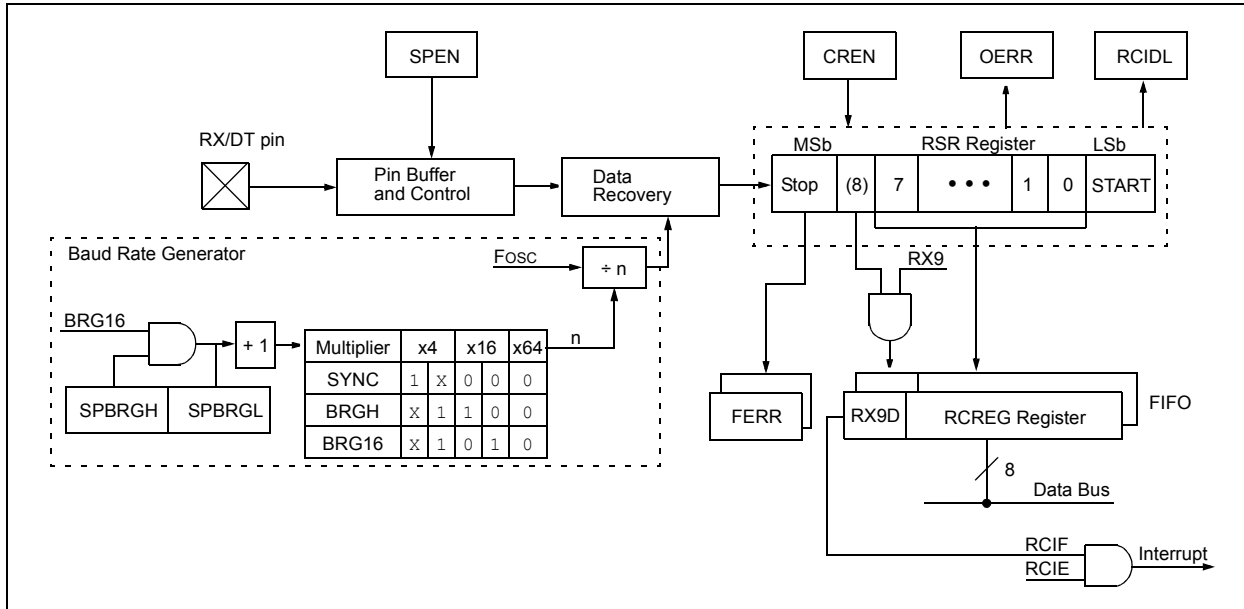 SPEN
CREN
OERR
RCIDL
RX/DT pin
Pin Buffer
and Control
Data
Recovery
MSb
RSR Register
LSb
Stop (8) 7 • • • 1 0 START
Baud Rate Generator
FOSC
÷ n
RX9
BRG16
+ 1
n
Multiplier x4 x16 x64
SYNC 1 X 0 0 0
BRGH X 1 1 0 0
BRG16 X 1 0 1 0
SPBRGH SPBRGL
FERR
RX9D
RCREG Register
FIFO
8
Data Bus
RCIF
RCIE
Interrupt